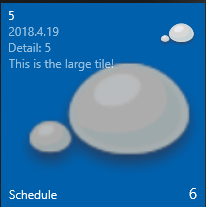 5
2018.4.19
Detail: 5
This is the large tile!
Schedule
6